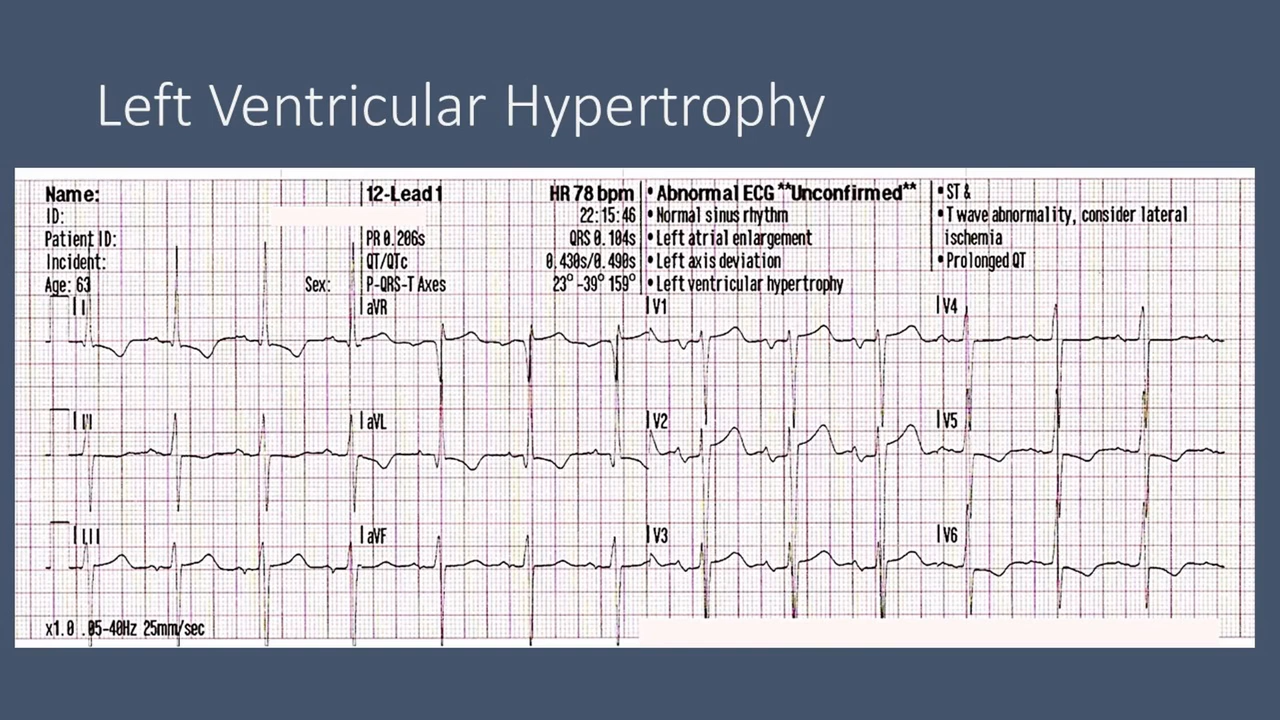 Left Ventricular Hypertrophy
Name:
ID:
Patient ID:
Incident:
Age: 63
Sex:
12-Lead 1
HR 78 bpm
22:15:46
PR 0.206s
QRS 0.104s
QT/QTc
0.430s/0.490s
P-QRS-T Axes
23° -39° 159°
• Abnormal ECG **Unconfirmed**
• Normal sinus rhythm
• Left atrial enlargement
• Left axis deviation
• Left ventricular hypertrophy
• ST &
• T wave abnormality, consider lateral
ischemia
• Prolonged QT
I
aVR
V1
V4
II
aVL
V2
V5
III
aVF
V3
V6
x1.0 .05-40Hz 25mm/sec